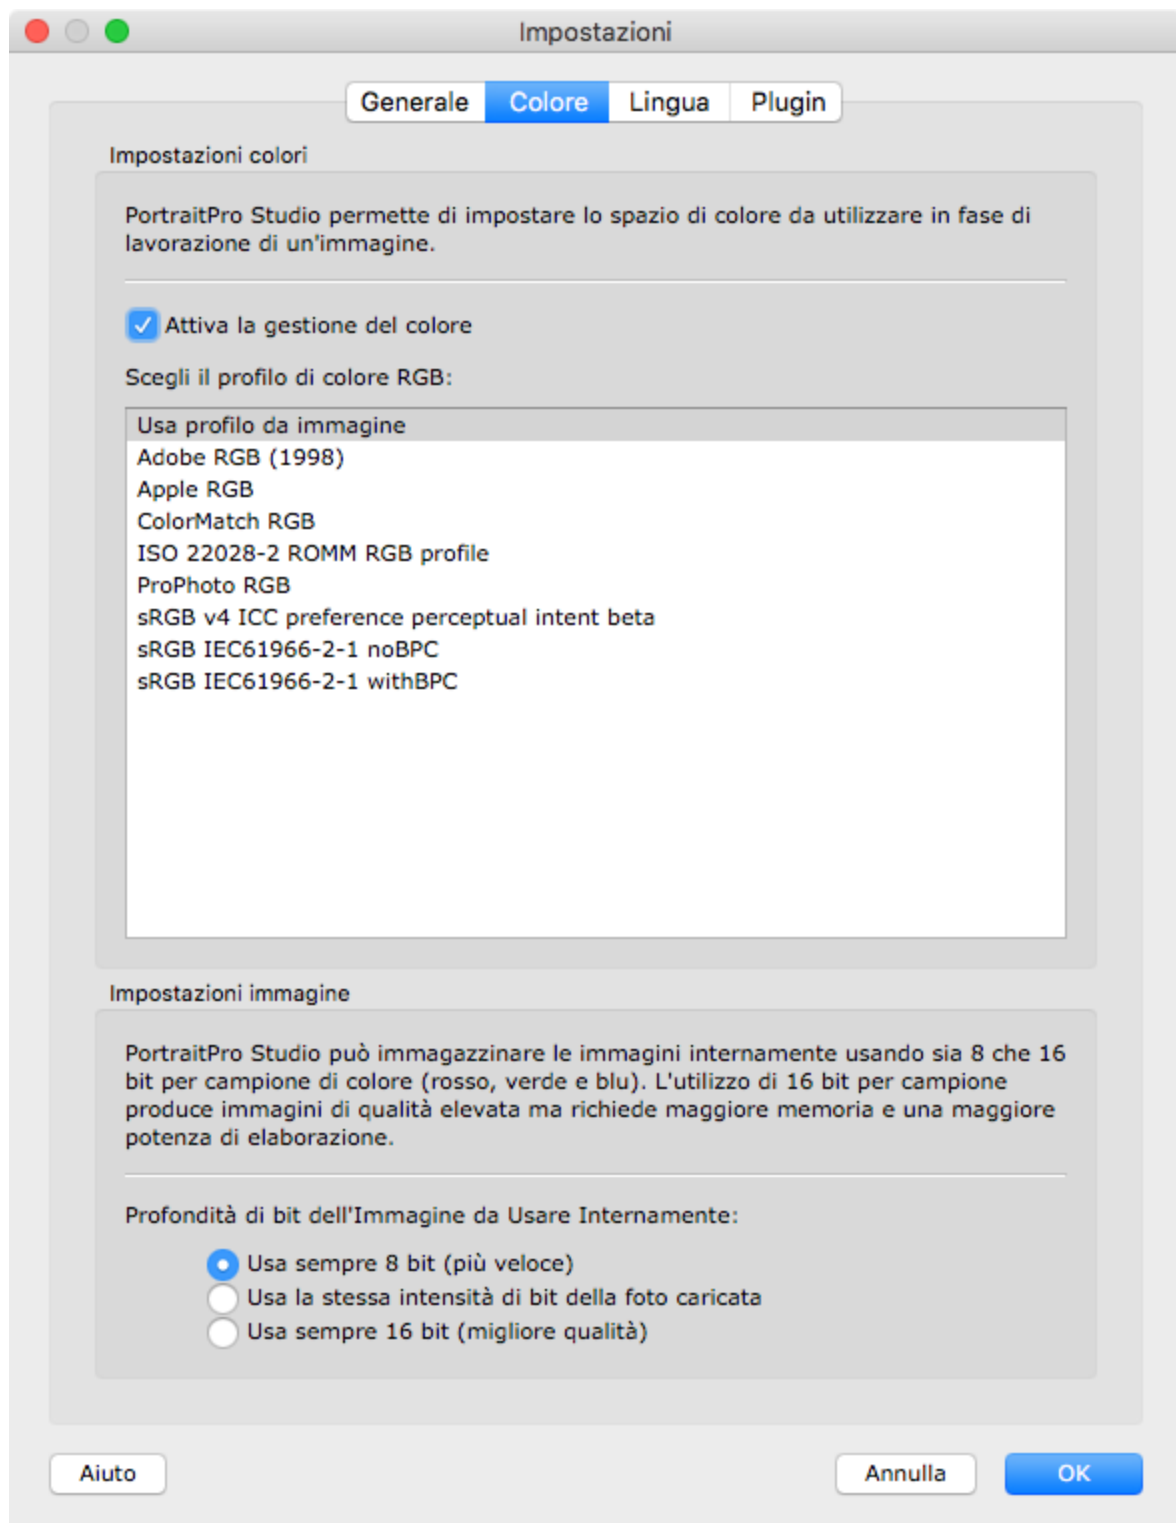 Impostazioni
Generale Colore Lingua Plugin
Impostazioni colori
PortraitPro Studio permette di impostare lo spazio di colore da utilizzare in fase di
lavorazione di un'immagine.
Attiva la gestione del colore
Scegli il profilo di colore RGB:
Usa profilo da immagine
Adobe RGB (1998)
Apple RGB
ColorMatch RGB
ISO 22028-2 ROMM RGB profile
ProPhoto RGB
sRGB v4 ICC preference perceptual intent beta
sRGB IEC61966-2-1 noBPC
sRGB IEC61966-2-1 withBPC
Impostazioni immagine
PortraitPro Studio può immagazzinare le immagini internamente usando sia 8 che 16
bit per campione di colore (rosso, verde e blu). L'utilizzo di 16 bit per campione
produce immagini di qualità elevata ma richiede maggiore memoria e una maggiore
potenza di elaborazione.
Profondità di bit dell'Immagine da Usare Internamente:
Usa sempre 8 bit (più veloce)
Usa la stessa intensità di bit della foto caricata
Usa sempre 16 bit (migliore qualità)
Aiuto Annulla OK